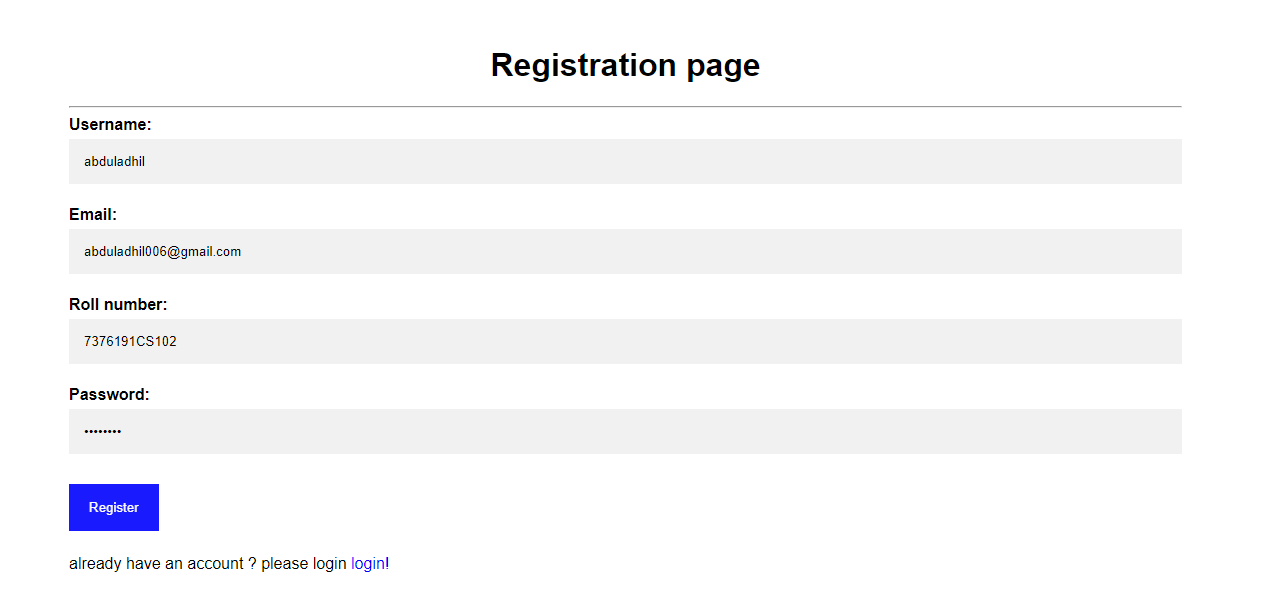 Registration page
Username:
abduladhil
Email:
abduladhil006@gmail.com
Roll number:
7376191CS102
Password:
••••••••
Register
already have an account ? please login login!